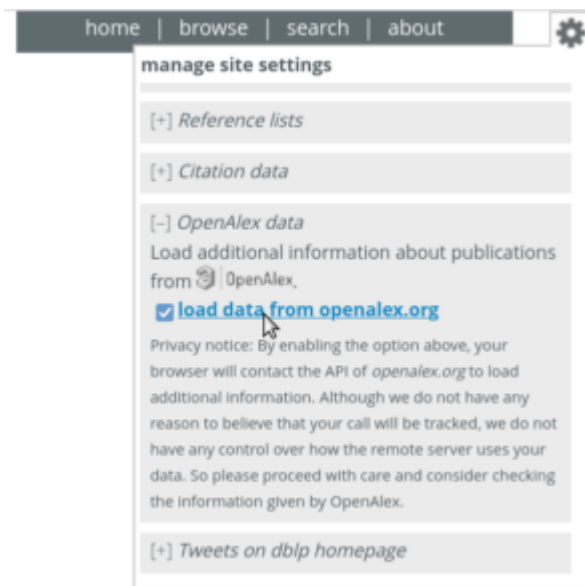 home | browse | search | about
manage site settings
[+] Reference lists
[+] Citation data
[–] OpenAlex data
Load additional information about publications
from OpenAlex.
load data from openalex.org
Privacy notice: By enabling the option above, your
browser will contact the API of openalex.org to load
additional information. Although we do not have any
reason to believe that your call will be tracked, we do not
have any control over how the remote server uses your
data. So please proceed with care and consider checking
the information given by OpenAlex.
[+] Tweets on dblp homepage